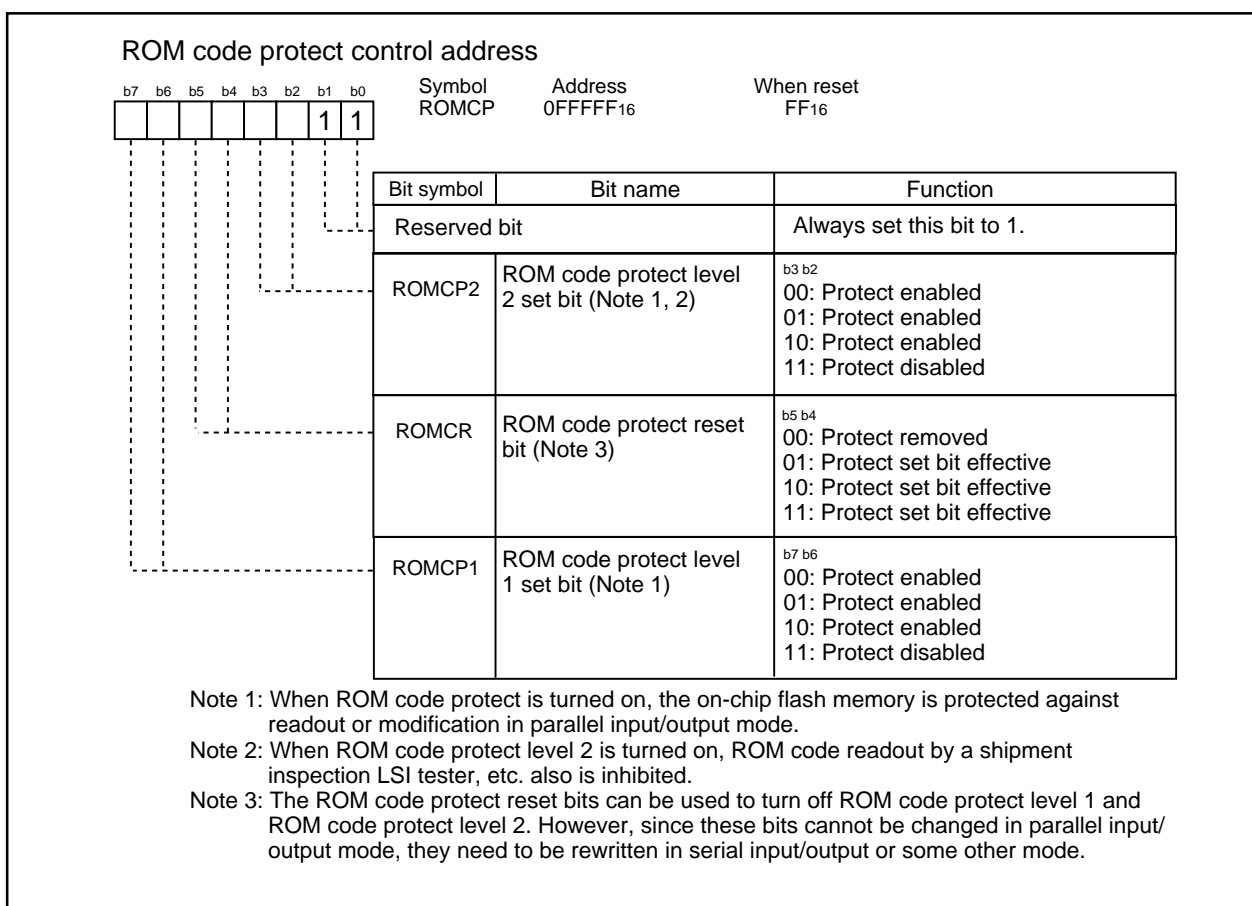 ROM code protect control address
b7 b6 b5 b4 b3 b2 b1 b0
1 1
Symbol Address When reset
ROMCP 0FFFFF16 FF16
Bit symbol Bit name Function
Reserved bit Always set this bit to 1.
ROMCP2
ROM code protect level
2 set bit (Note 1, 2)
b3 b2
00: Protect enabled
01: Protect enabled
10: Protect enabled
11: Protect disabled
ROMCR
ROM code protect reset
bit (Note 3)
b5 b4
00: Protect removed
01: Protect set bit effective
10: Protect set bit effective
11: Protect set bit effective
ROMCP1
ROM code protect level
1 set bit (Note 1)
b7 b6
00: Protect enabled
01: Protect enabled
10: Protect enabled
11: Protect disabled
Note 1: When ROM code protect is turned on, the on-chip flash memory is protected against
readout or modification in parallel input/output mode.
Note 2: When ROM code protect level 2 is turned on, ROM code readout by a shipment
inspection LSI tester, etc. also is inhibited.
Note 3: The ROM code protect reset bits can be used to turn off ROM code protect level 1 and
ROM code protect level 2. However, since these bits cannot be changed in parallel input/
output mode, they need to be rewritten in serial input/output or some other mode.